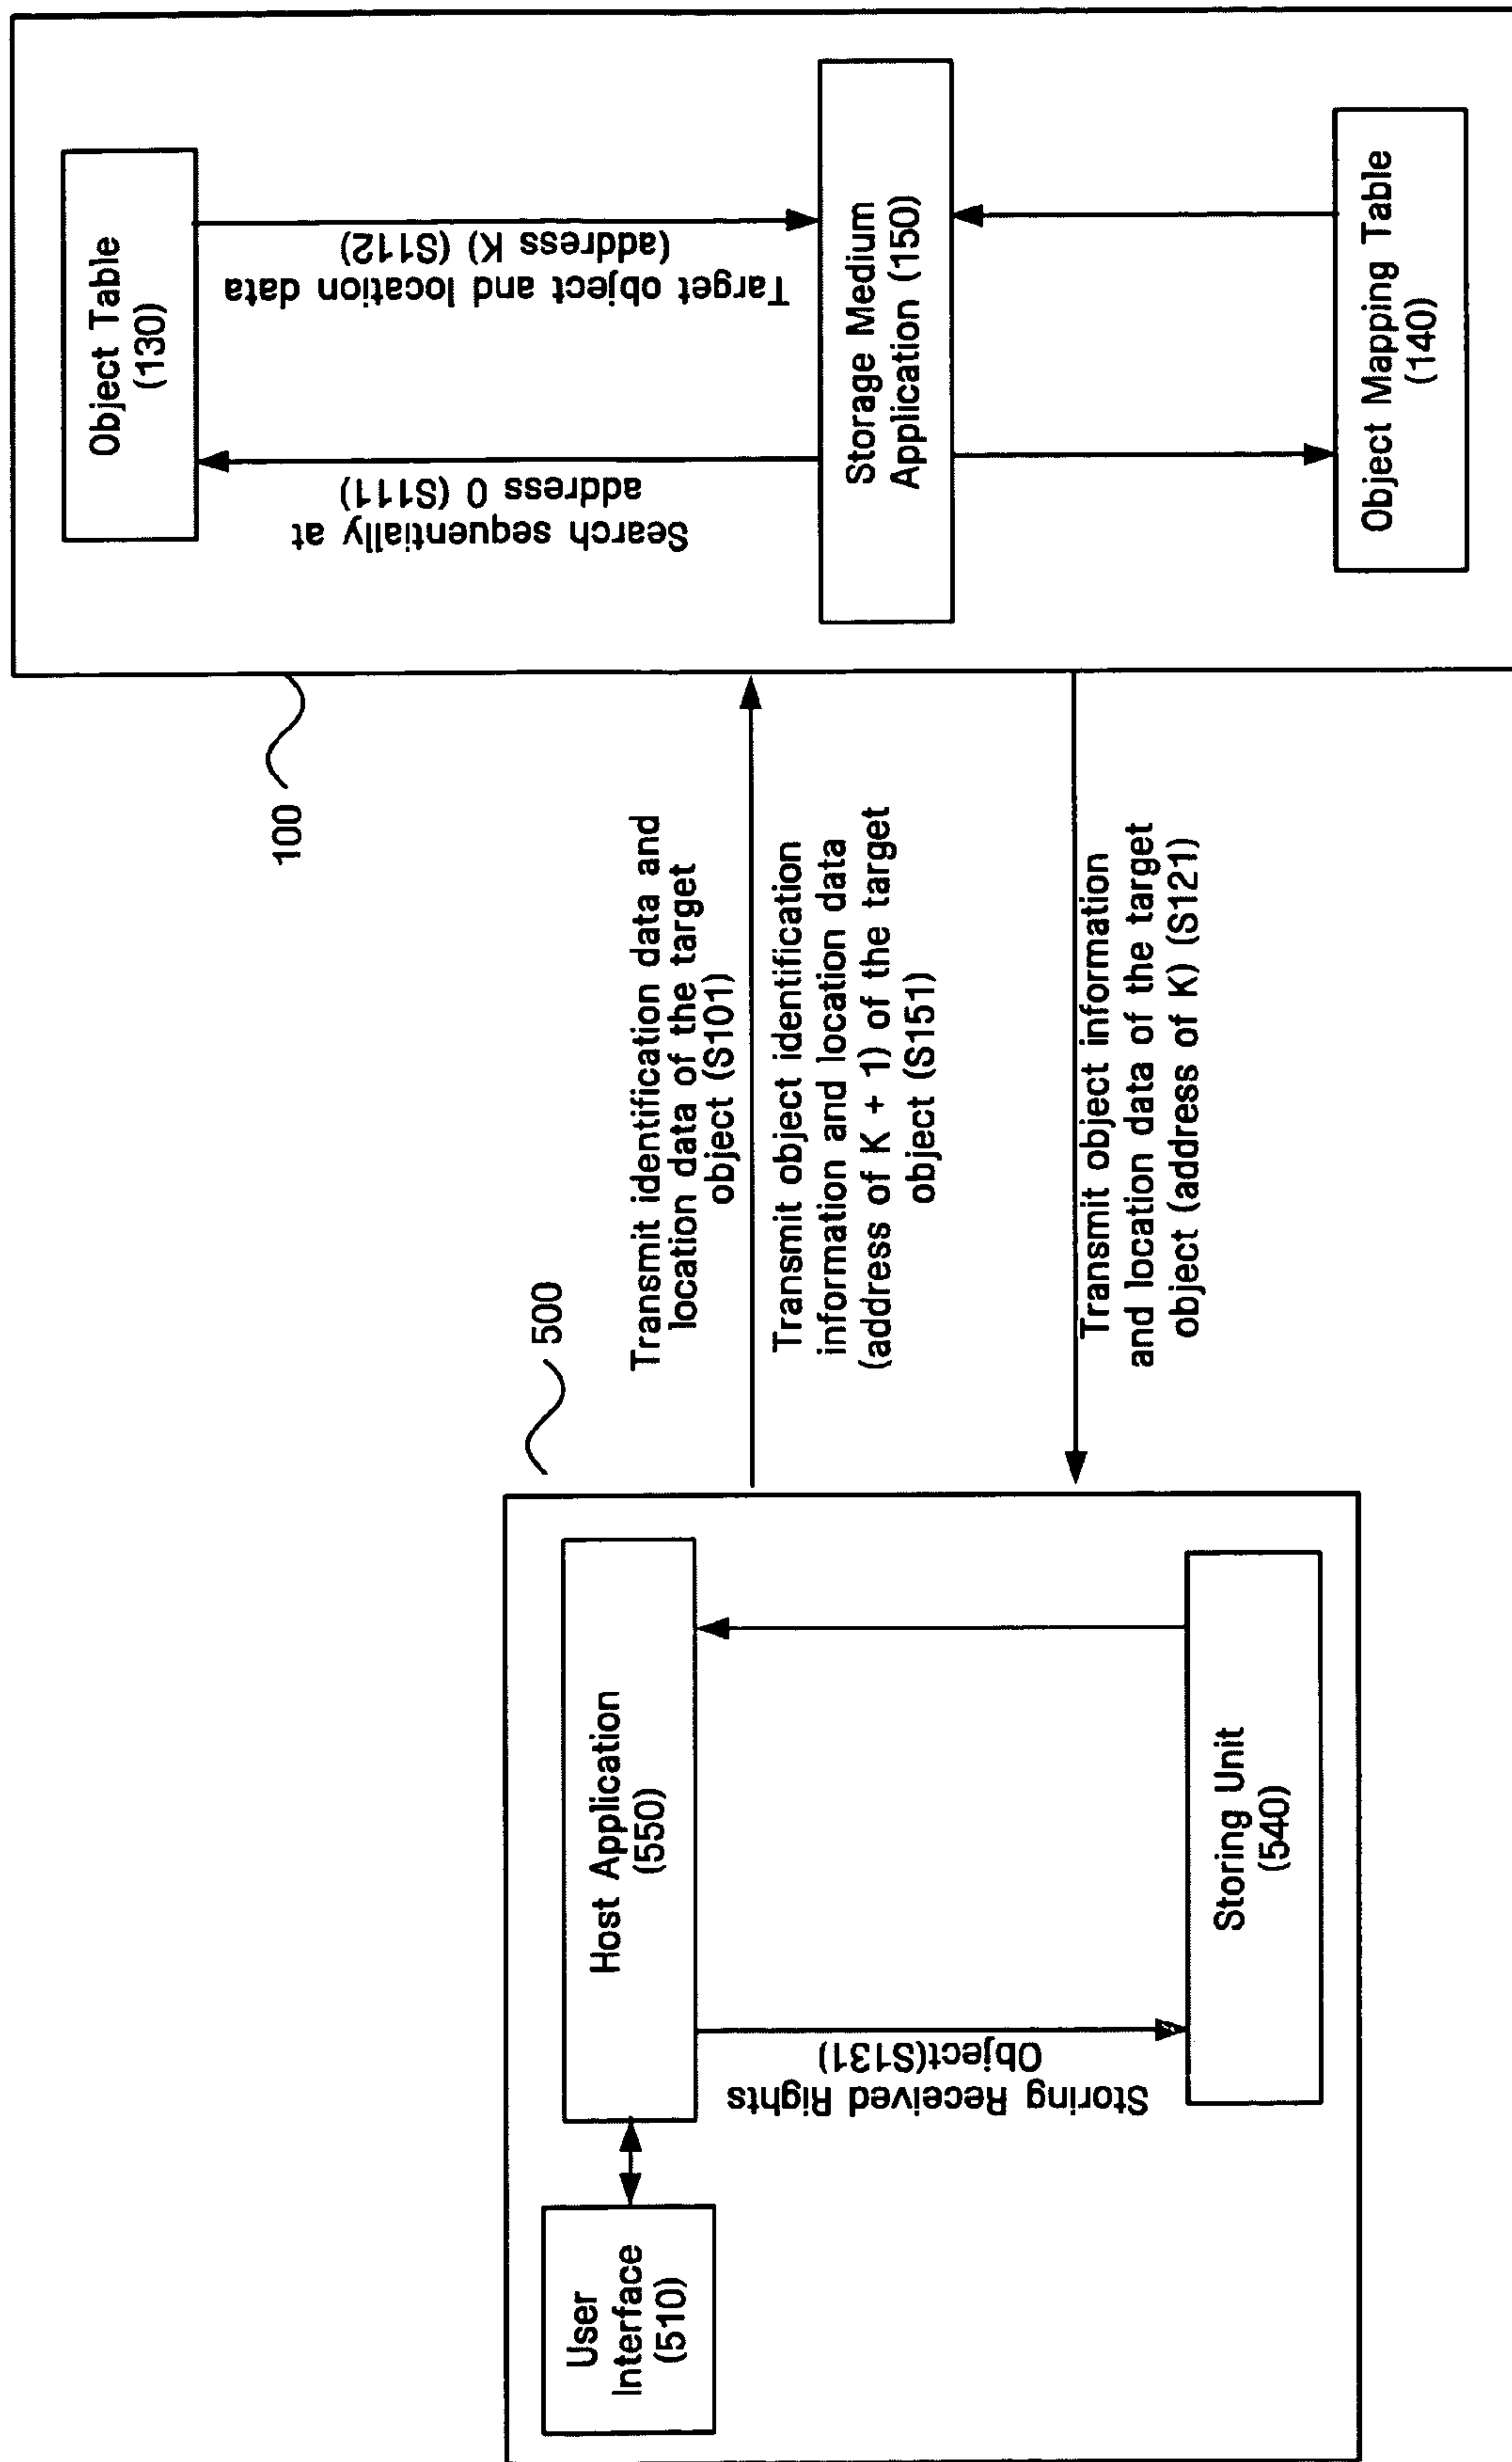 500
User
Interface
(510)
Host Application
(550)
Storing Received Rights
Object(S131)
Storing Unit
(540)
Transmit identification data and
location data of the target
object (S101)
Transmit object identification
information and location data
(address of K + 1) of the target
object (S151)
Transmit object information
and location data of the target
object (address of K) (S121)
100
Object Table
(130)
Search sequentially at
address 0 (S111)
Target object and location data
(address K) (S112)
Storage Medium
Application (150)
Object Mapping Table
(140)